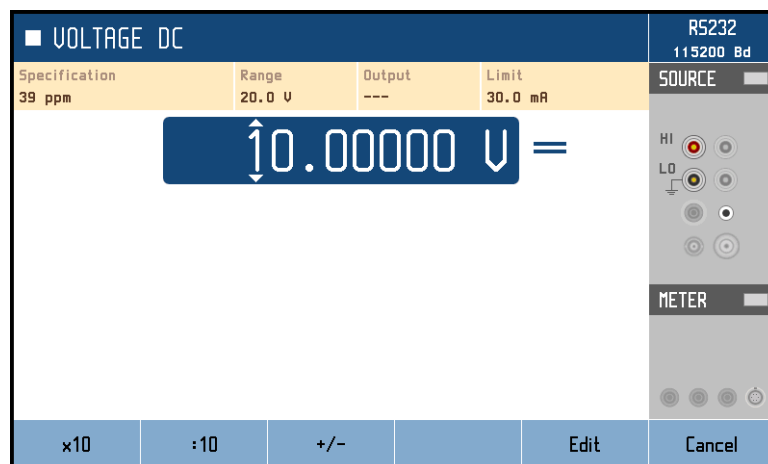 ■ VOLTAGE DC
RS232
115200 Bd
Specification Range Output Limit
39 ppm 20.0 V --- 30.0 mA
SOURCE
10.00000 V =
HI
LO
METER
x10 :10 +/- Edit Cancel